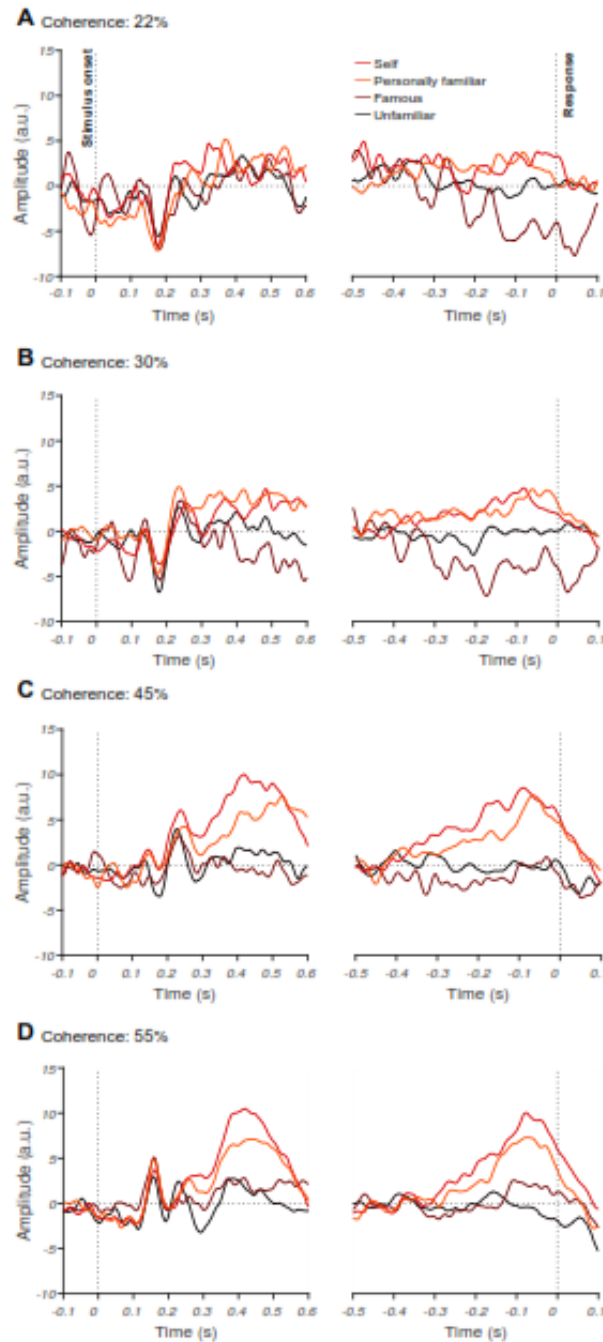 A Coherence: 22%
Stimulus onset
Self
Personally familiar
Famous
Unfamiliar
Response
Amplitude (a.u.)
15
10
5
0
-5
-10
-0.1 0 0.1 0.2 0.3 0.4 0.5 0.6
-0.5 -0.4 -0.3 -0.2 -0.1 0 0.1
Time (s)
Time (s)
B Coherence: 30%
Amplitude (a.u.)
15
10
5
0
-5
-10
-0.1 0 0.1 0.2 0.3 0.4 0.5 0.6
-0.5 -0.4 -0.3 -0.2 -0.1 0 0.1
Time (s)
Time (s)
C Coherence: 45%
Amplitude (a.u.)
15
10
5
0
-5
-10
-0.1 0 0.1 0.2 0.3 0.4 0.5 0.6
-0.5 -0.4 -0.3 -0.2 -0.1 0 0.1
Time (s)
Time (s)
D Coherence: 55%
Amplitude (a.u.)
15
10
5
0
-5
-10
-0.1 0 0.1 0.2 0.3 0.4 0.5 0.6
-0.5 -0.4 -0.3 -0.2 -0.1 0 0.1
Time (s)
Time (s)